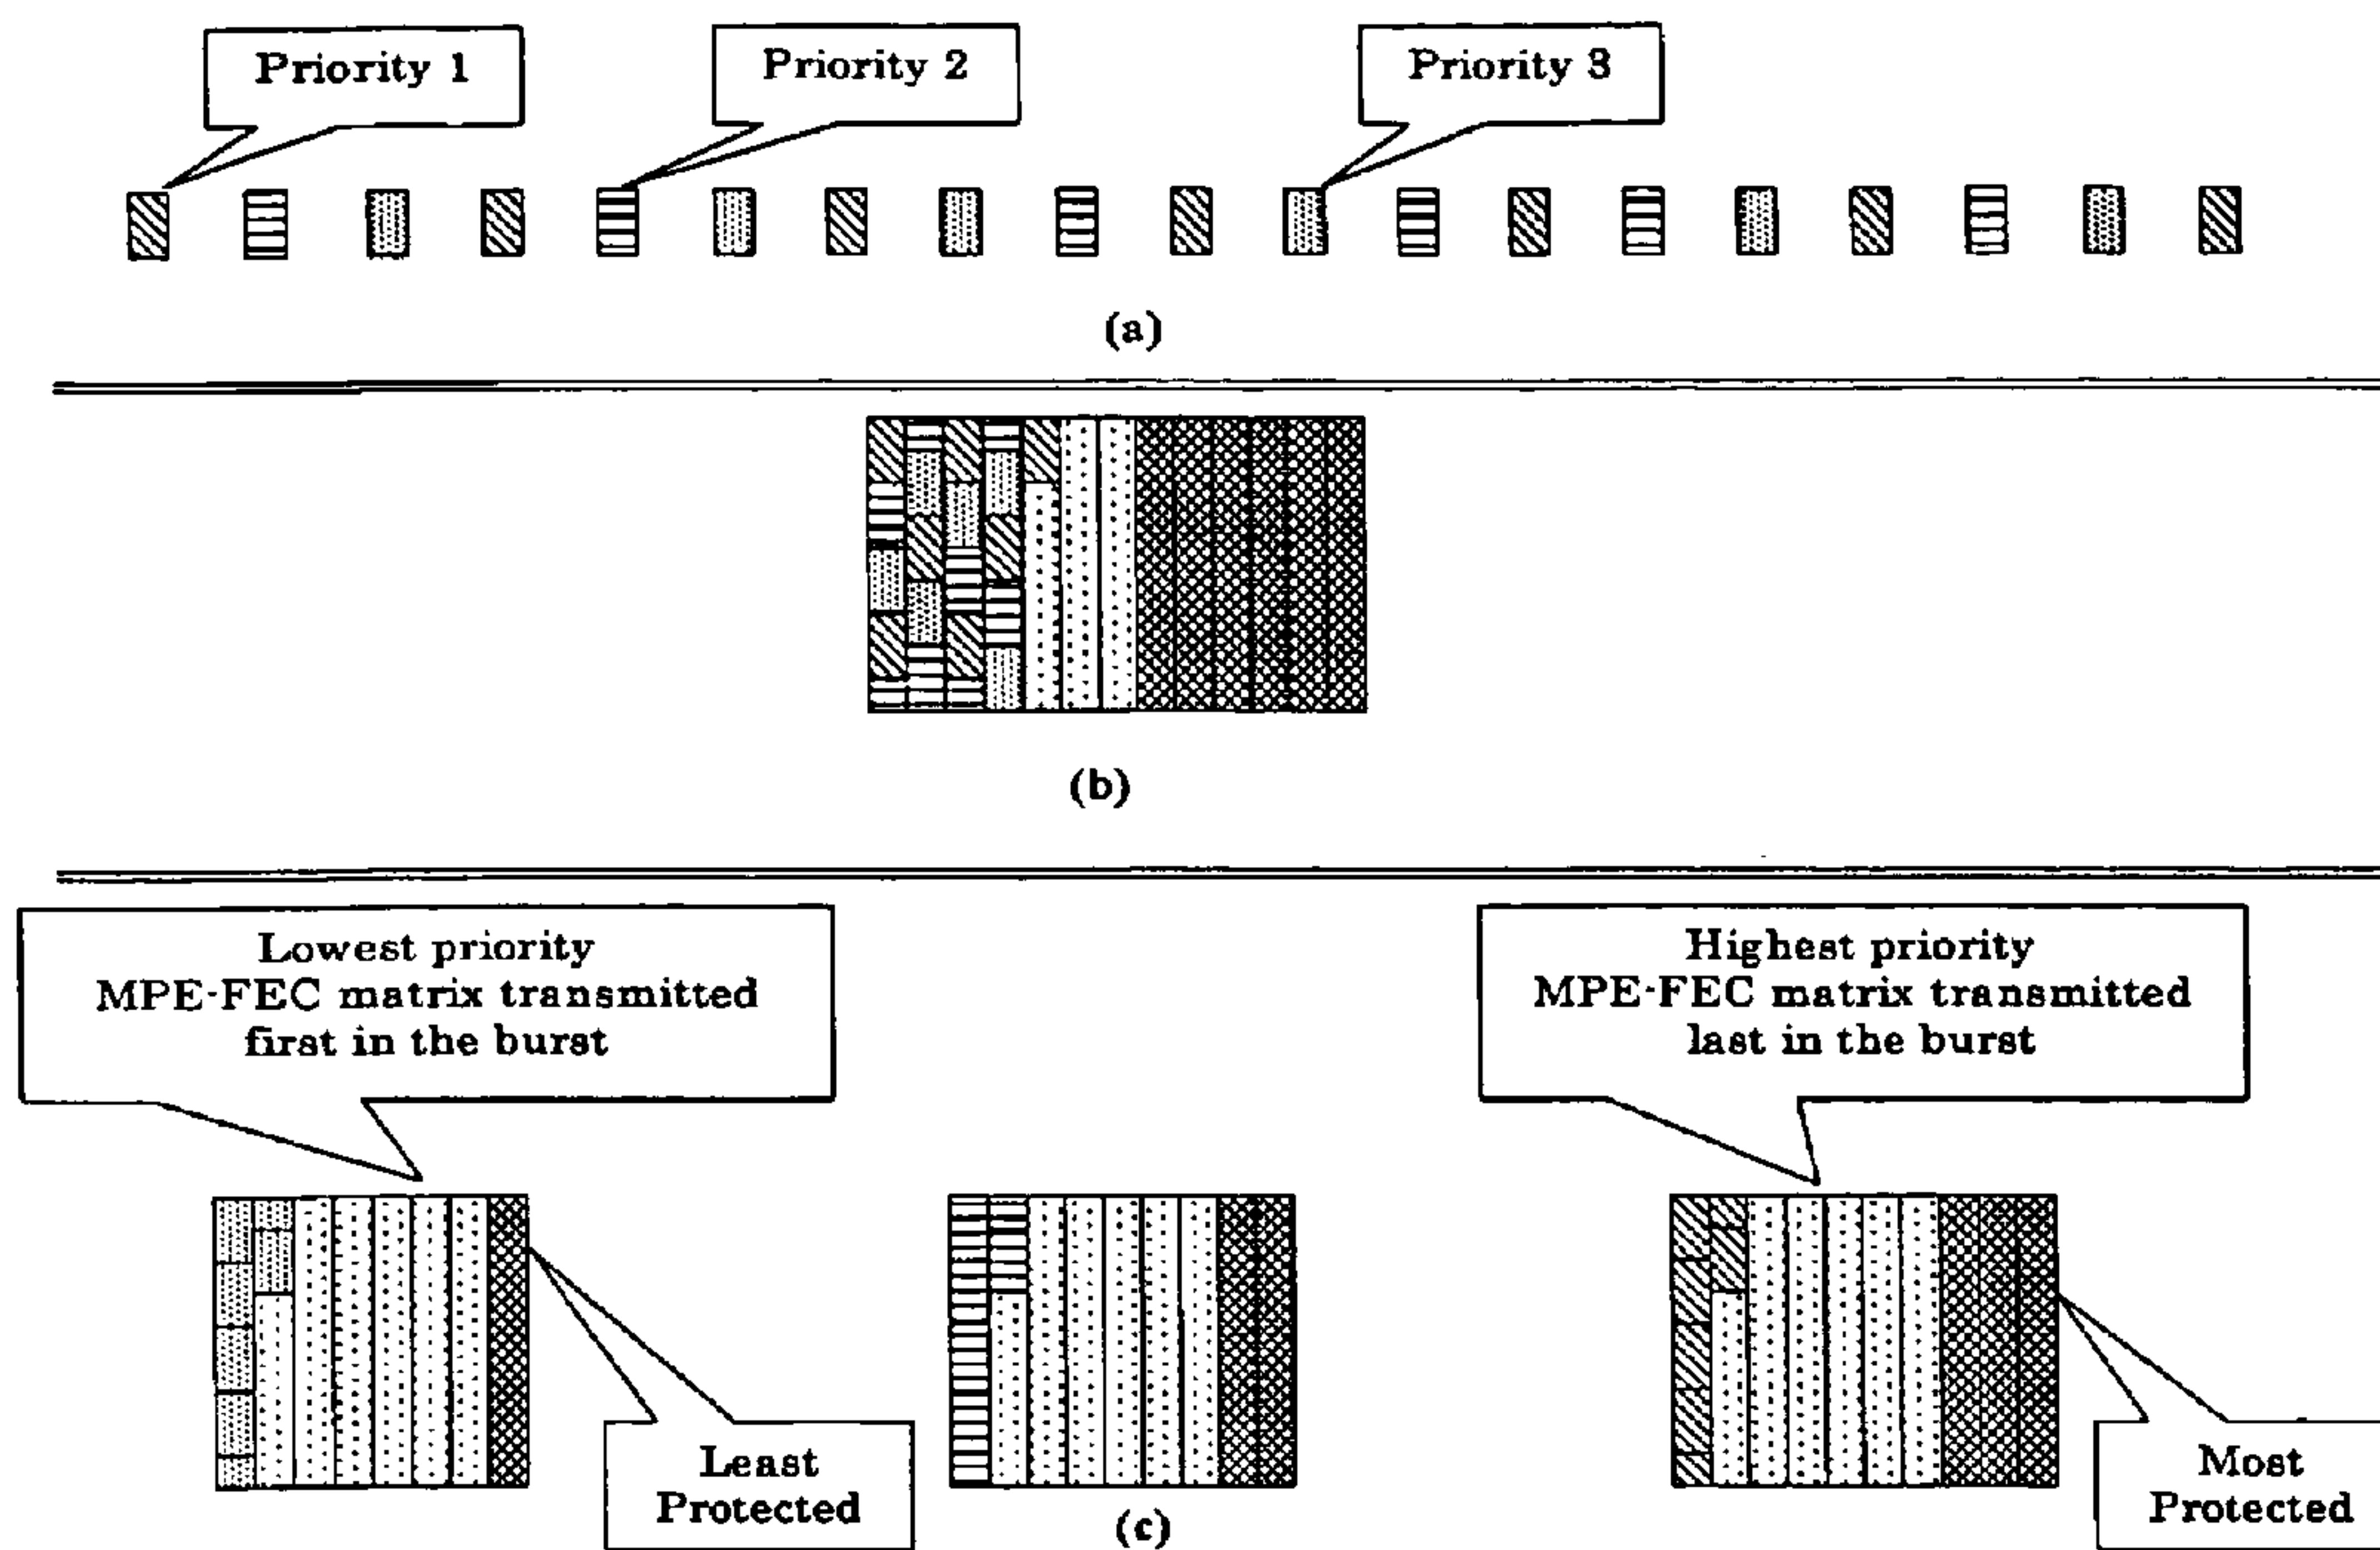 Priority 1
Priority 2
Priority 3
(a)
(b)
Lowest priority
MPE-FEC matrix transmitted
first in the burst
Highest priority
MPE-FEC matrix transmitted
last in the burst
Least
Protected
(c)
Most
Protected